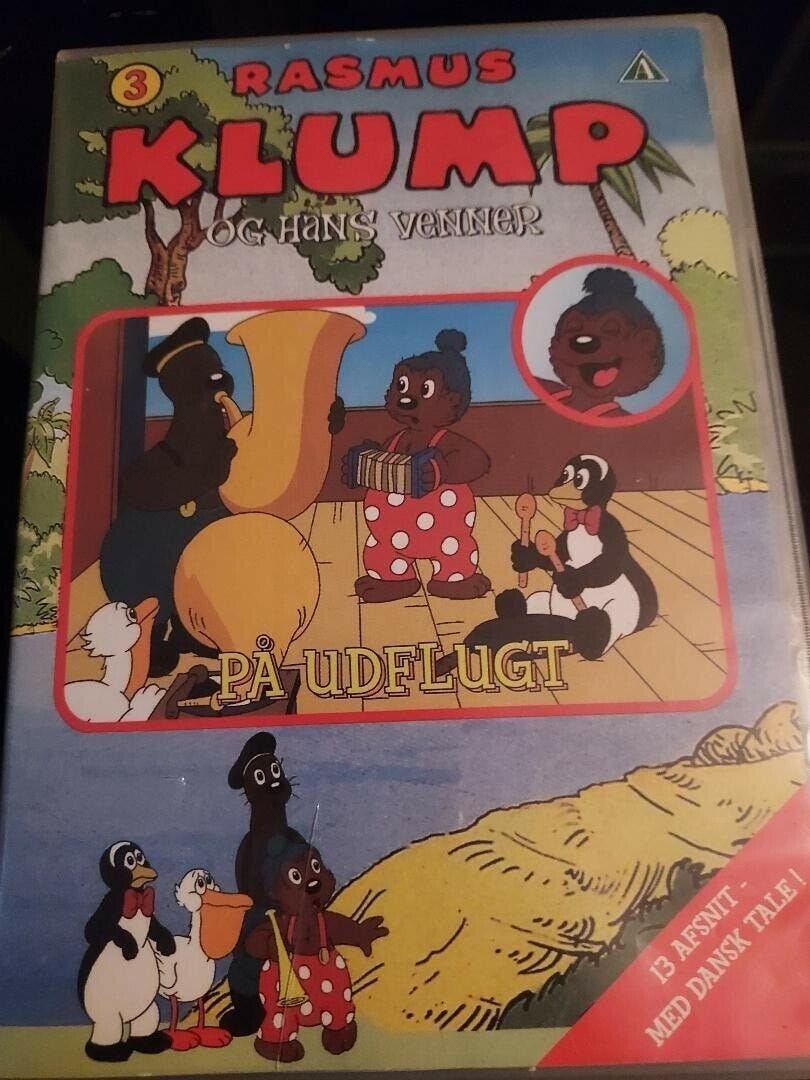 3
RASMUS
A
KLUMP
OG HANS VENNER
PÅ UDFLUGT
13 AFSNIT -
MED DANSK TALE!